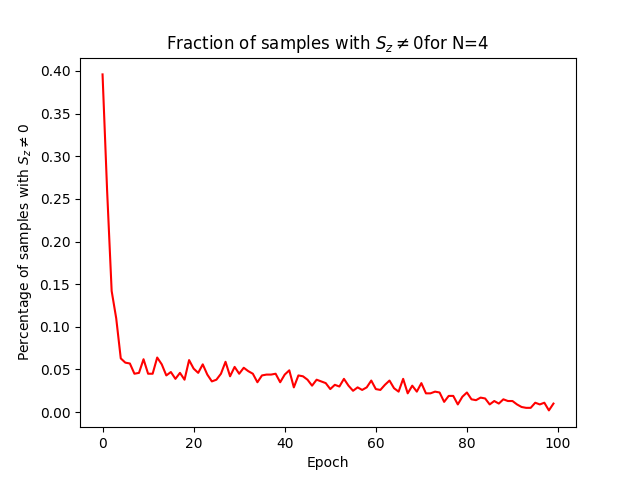 Fraction of samples with $S_z \neq 0$for N=4
Percentage of samples with $S_z \neq 0$
0.40
0.35
0.30
0.25
0.20
0.15
0.10
0.05
0.00
0 20 40 60 80 100
Epoch